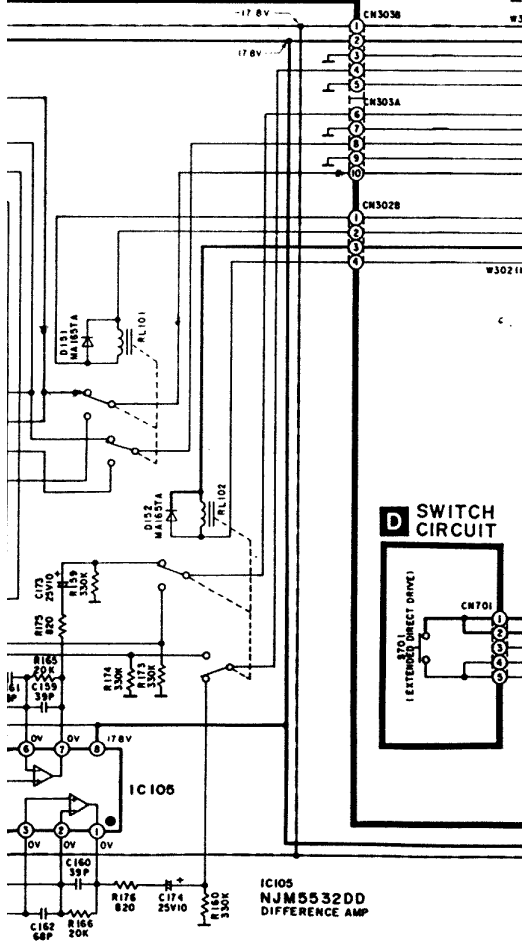 -17.8V
CN303B
W3
17.8V
1
2
3
4
5
CN303A
6
7
8
9
10
CN302B
1
2
3
4
W3021
D151
MA165TA
RL101
D152
MA165TA
RL102
D SWITCH
CIRCUIT
C173
25V10
R159
330K
R175
820
CN701
S701
(EXTENDED DIRECT DRIVE)
1
2
3
4
5
R165
20K
C159
39P
R174
330K
R173
330K
61
P
0V
0V
17.8V
6
7
8
IC105
3
2
1
0V
0V
0V
C160
39P
R176
820
C174
25V10
R160
330K
C162
68P
R166
20K
IC105
NJM5532DD
DIFFERENCE AMP